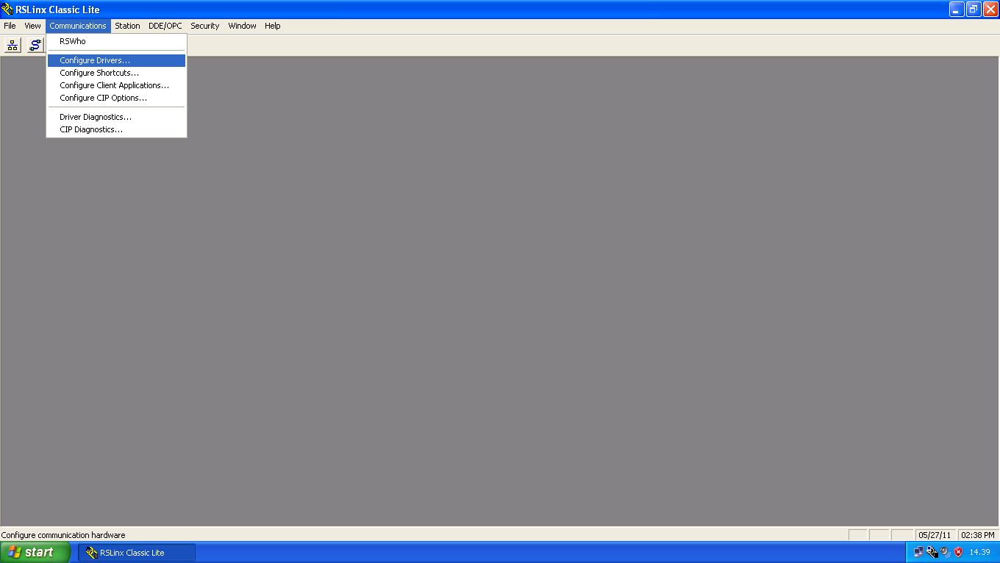 RSLinx Classic Lite
File View Communications Station DDE/OPC Security Window Help
RSWho
Configure Drivers...
Configure Shortcuts...
Configure Client Applications...
Configure CIP Options...
Driver Diagnostics...
CIP Diagnostics...
Configure communication hardware
05/27/11 02:38 PM
start RSLinx Classic Lite 14.39